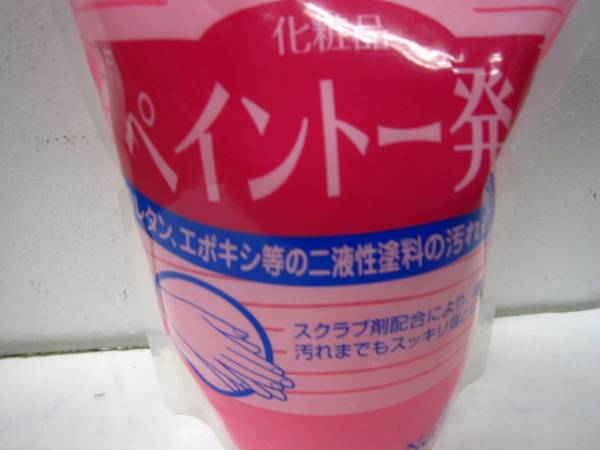 化粧品
ペイント一発
レタン、エポキシ等の二液性塗料の汚れ
スクラブ剤配合により、
汚れまでもスッキリ落と